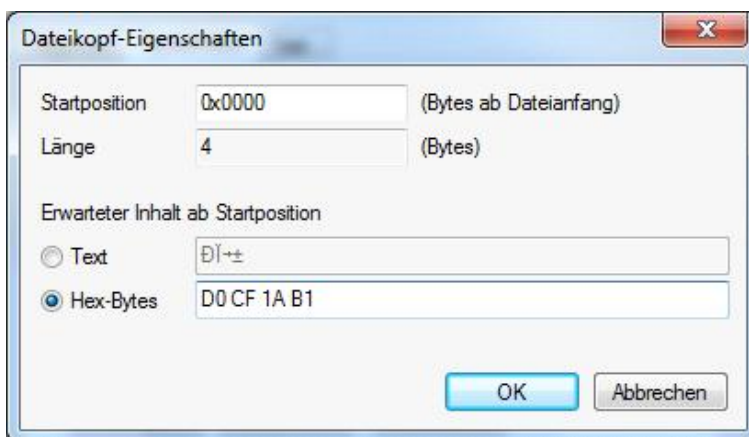 Dateikopf-Eigenschaften
Startposition 0x0000 (Bytes ab Dateianfang)
Länge 4 (Bytes)
Erwarteter Inhalt ab Startposition
Text ÐÏ→±
Hex-Bytes D0 CF 1A B1
OK Abbrechen